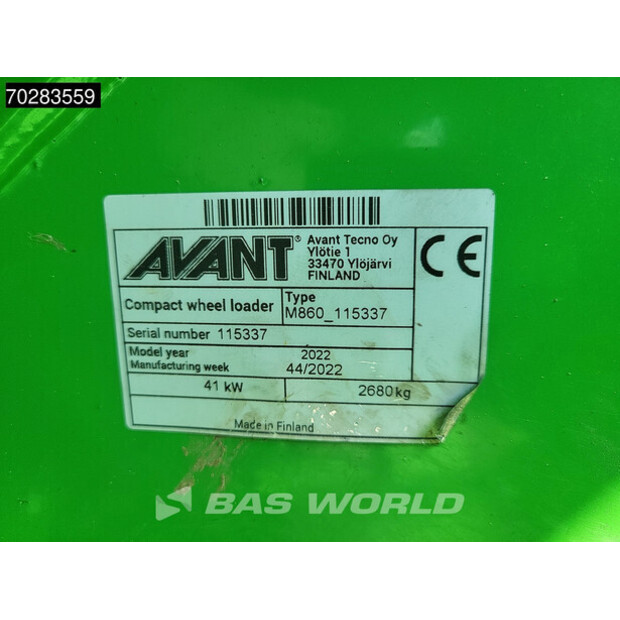 70283559
AVANT® Avant Tecno Oy
Ylötie 1
33470 Ylöjärvi
FINLAND
CE
Compact wheel loader
Type
M860_115337
Serial number 115337
Model year 2022
Manufacturing week 44/2022
41 kW 2680kg
Made in Finland
BAS WORLD